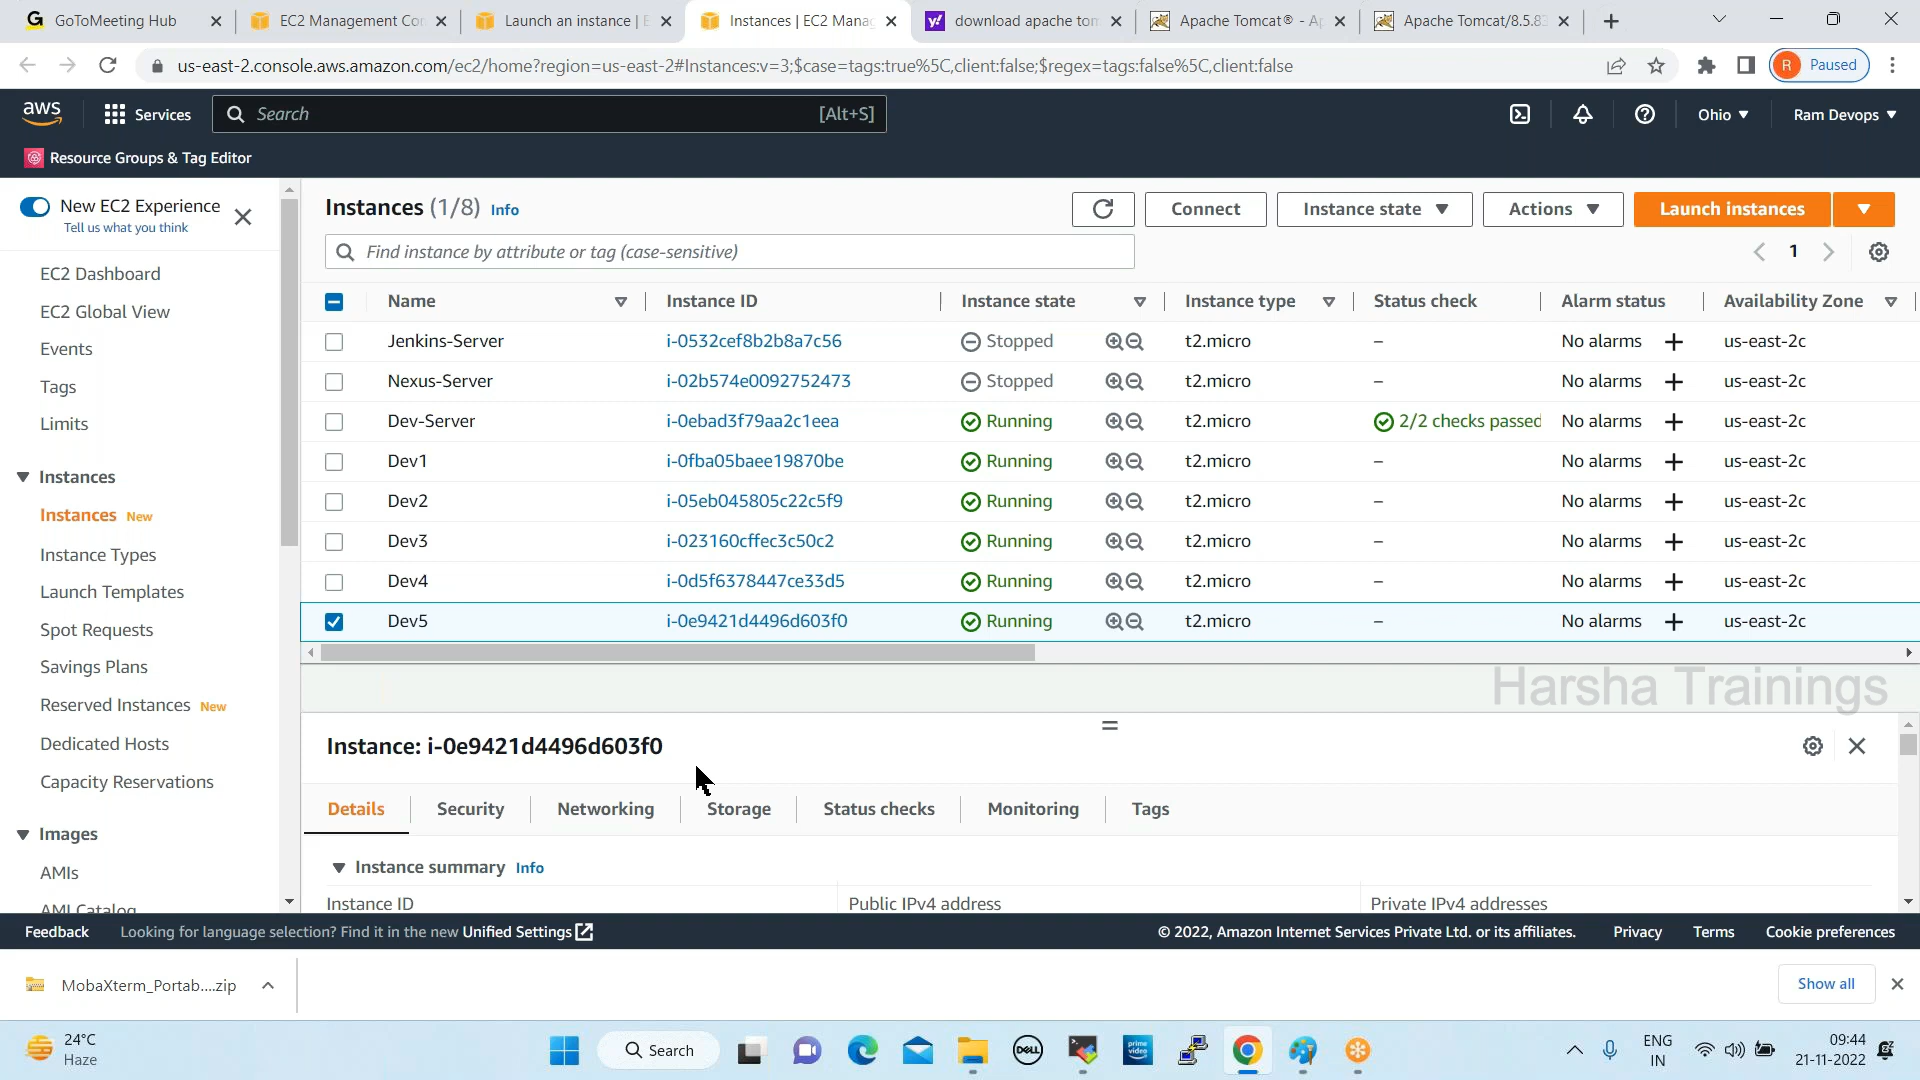 GoToMeeting Hub
EC2 Management Co
Launch an instance | E
Instances | EC2 Mana
download apache tom
Apache Tomcat® - Ap
Apache Tomcat/8.5.83
us-east-2.console.aws.amazon.com/ec2/home?region=us-east-2#Instances:v=3;$case=tags:true%5C,client:false;$regex=tags:false%5C,client:false
R Paused
aws
Services
Search [Alt+S]
Ohio
Ram Devops
Resource Groups & Tag Editor
New EC2 Experience
Tell us what you think
EC2 Dashboard
EC2 Global View
Events
Tags
Limits
Instances
Instances New
Instance Types
Launch Templates
Spot Requests
Savings Plans
Reserved Instances New
Dedicated Hosts
Capacity Reservations
Images
AMIs
AMI Catalog
Instances (1/8) Info
Connect
Instance state
Actions
Launch instances
Find instance by attribute or tag (case-sensitive)
1
Name Instance ID Instance state Instance type Status check Alarm status Availability Zone
Jenkins-Server i-0532cef8b2b8a7c56 Stopped t2.micro – No alarms + us-east-2c
Nexus-Server i-02b574e0092752473 Stopped t2.micro – No alarms + us-east-2c
Dev-Server i-0ebad3f79aa2c1eea Running t2.micro 2/2 checks passed No alarms + us-east-2c
Dev1 i-0fba05baee19870be Running t2.micro – No alarms + us-east-2c
Dev2 i-05eb045805c22c5f9 Running t2.micro – No alarms + us-east-2c
Dev3 i-023160cffec3c50c2 Running t2.micro – No alarms + us-east-2c
Dev4 i-0d5f6378447ce33d5 Running t2.micro – No alarms + us-east-2c
Dev5 i-0e9421d4496d603f0 Running t2.micro – No alarms + us-east-2c
Harsha Trainings
Instance: i-0e9421d4496d603f0
Details Security Networking Storage Status checks Monitoring Tags
Instance summary Info
Instance ID Public IPv4 address Private IPv4 addresses
Feedback Looking for language selection? Find it in the new Unified Settings
© 2022, Amazon Internet Services Private Ltd. or its affiliates. Privacy Terms Cookie preferences
MobaXterm_Portab....zip
Show all
24°C
Haze
Search
DELL
prime video
ENG
IN
09:44
21-11-2022